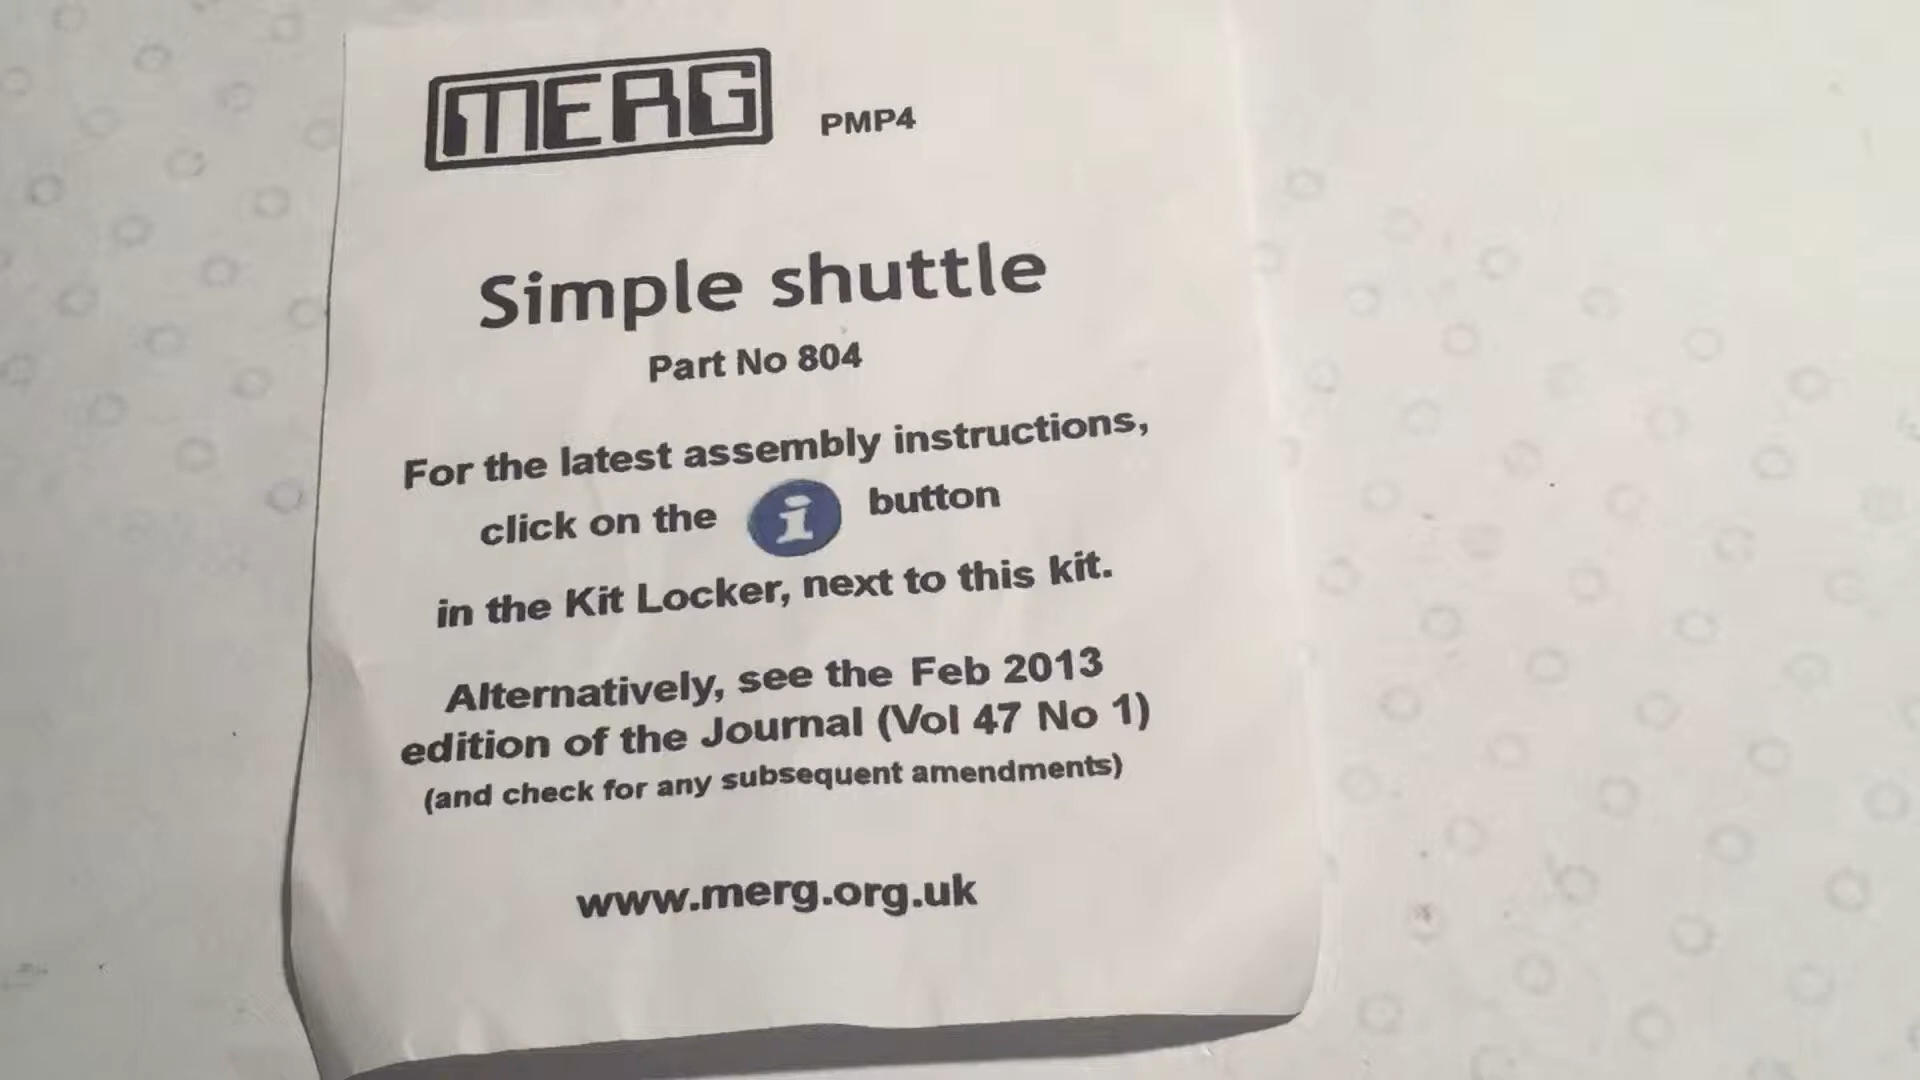 MERG PMP4
Simple shuttle
Part No 804
For the latest assembly instructions,
click on the i button
in the Kit Locker, next to this kit.
Alternatively, see the Feb 2013
edition of the Journal (Vol 47 No 1)
(and check for any subsequent amendments)
www.merg.org.uk